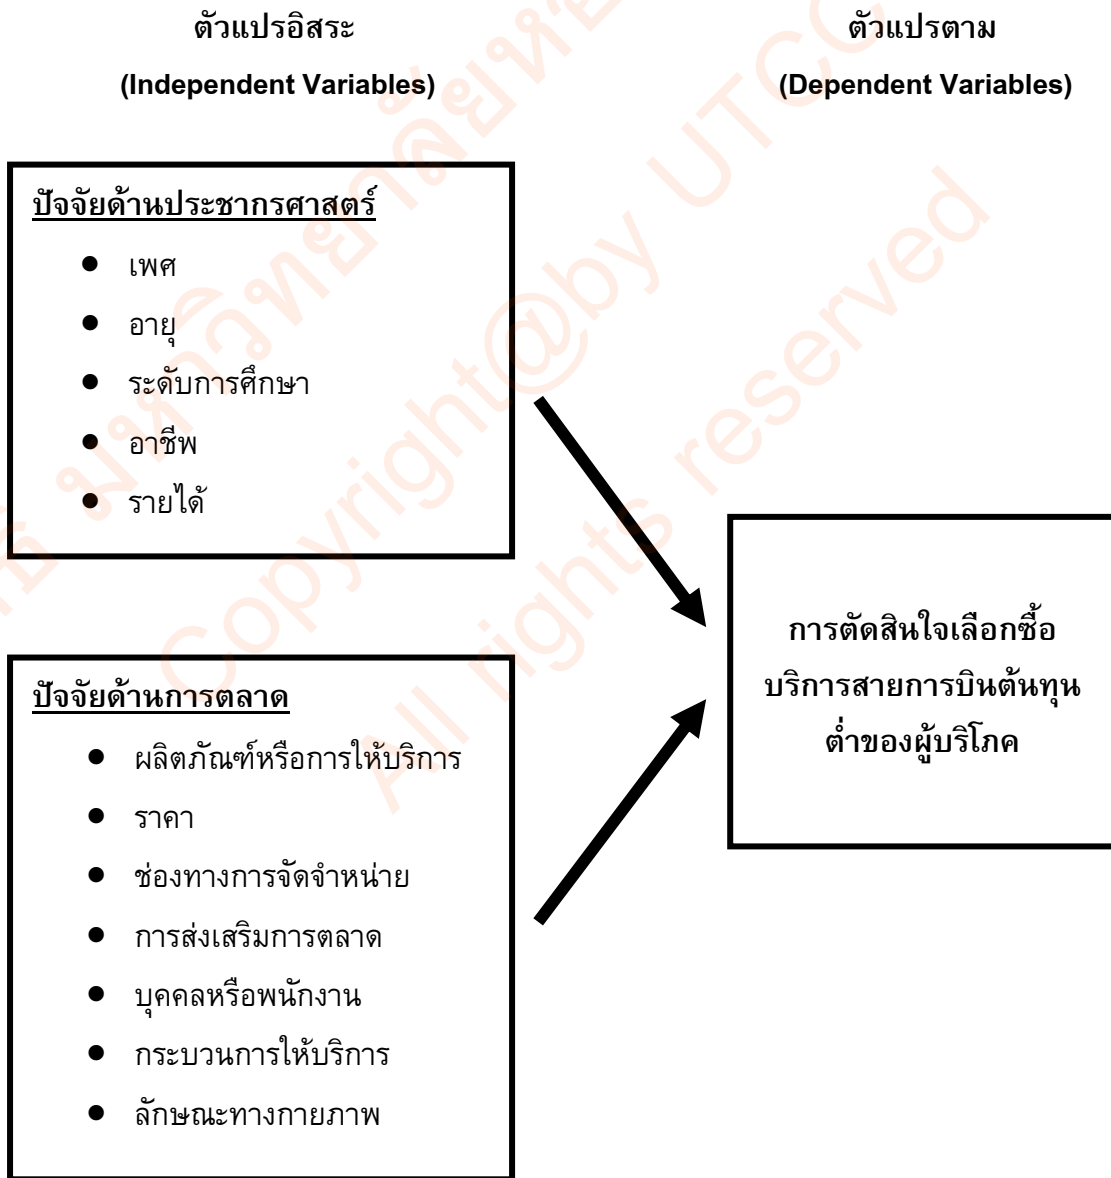 ตัวแปรอิสระ
(Independent Variables)
ตัวแปรตาม
(Dependent Variables)
ปัจจัยด้านประชากรศาสตร์
● เพศ
● อายุ
● ระดับการศึกษา
● อาชีพ
● รายได้
ปัจจัยด้านการตลาด
● ผลิตภัณฑ์หรือการให้บริการ
● ราคา
● ช่องทางการจัดจำหน่าย
● การส่งเสริมการตลาด
● บุคคลหรือพนักงาน
● กระบวนการให้บริการ
● ลักษณะทางกายภาพ
การตัดสินใจเลือกซื้อ
บริการสายการบินต้นทุน
ต่ำของผู้บริโภค
Copyright@by UTCC
All rights reserved